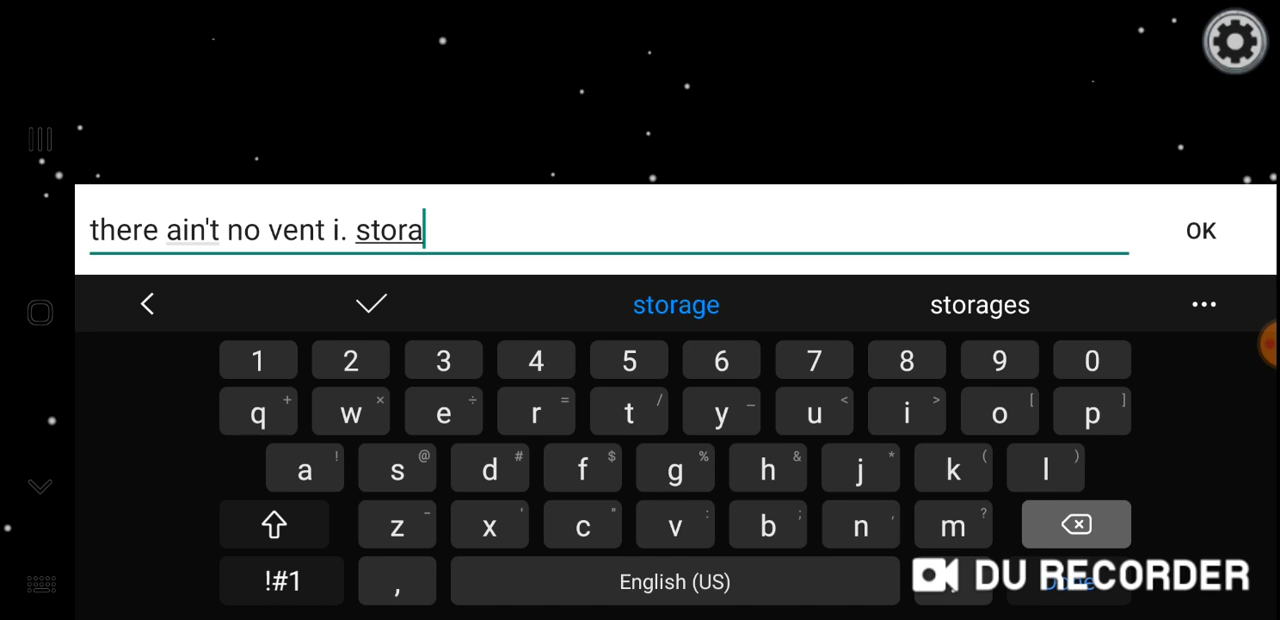 there ain't no vent i. stora
OK
storage storages
1 2 3 4 5 6 7 8 9 0
q + w × e ÷ r = t / y _ u < i > o [ p ]
a ! s @ d # f $ g % h & j * k ( l )
z - x ' c " v : b ; n , m ?
!#1 , English (US)
DU RECORDER